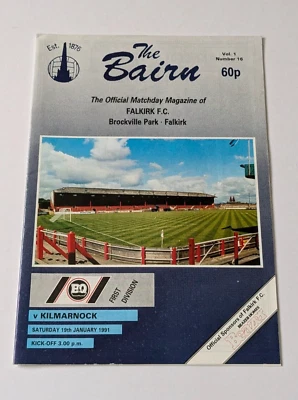 Est. 1876
The
Bairn
Vol. 1
Number 16
60p
The Official Matchday Magazine of
FALKIRK F.C.
Brockville Park · Falkirk
FIRST
DIVISION
v KILMARNOCK
SATURDAY 19th JANUARY 1991
KICK-OFF 3.00 p.m.
Official Sponsors of Falkirk F.C.